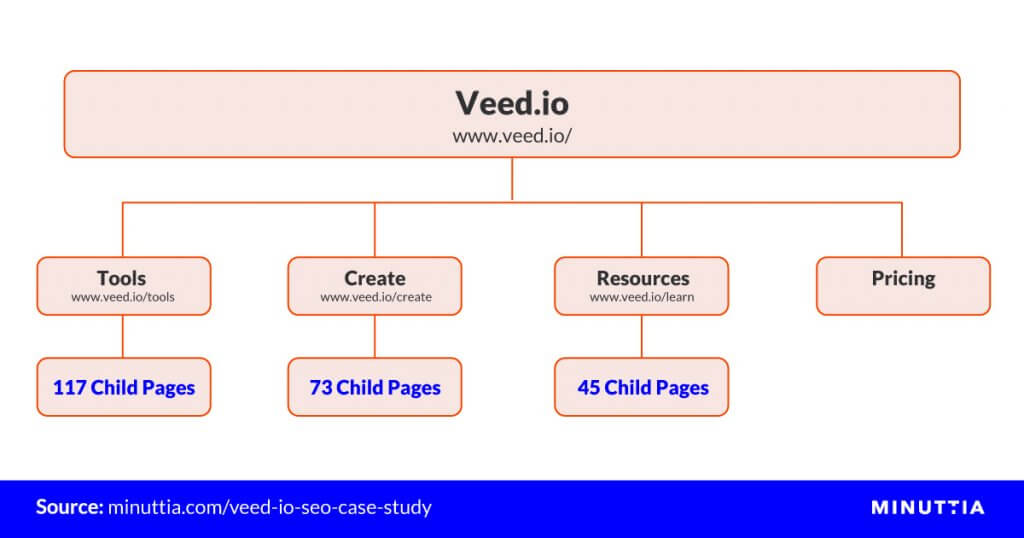 Veed.io
www.veed.io/
Tools
www.veed.io/tools
Create
www.veed.io/create
Resources
www.veed.io/learn
Pricing
117 Child Pages
73 Child Pages
45 Child Pages
Source: minuttia.com/veed-io-seo-case-study
MINUTTIA